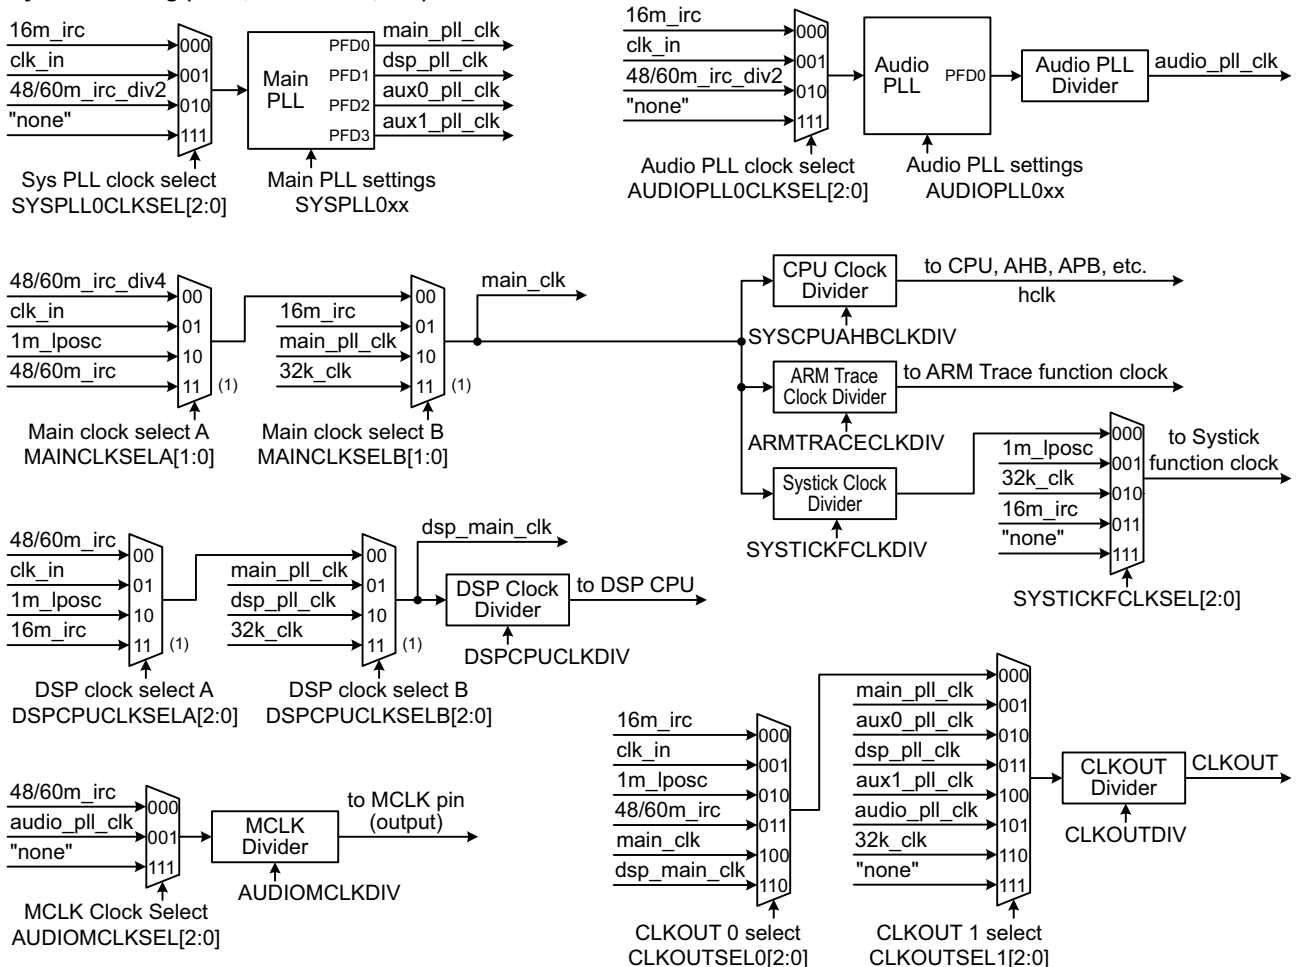 16m_irc
clk_in
48/60m_irc_div2
"none"
000
001
010
111
Main
PLL
PFD0
PFD1
PFD2
PFD3
main_pll_clk
dsp_pll_clk
aux0_pll_clk
aux1_pll_clk
Sys PLL clock select
SYSPLL0CLKSEL[2:0]
Main PLL settings
SYSPLL0xx
16m_irc
clk_in
48/60m_irc_div2
"none"
000
001
010
111
Audio
PLL
PFD0
Audio PLL
Divider
audio_pll_clk
Audio PLL clock select
AUDIOPLL0CLKSEL[2:0]
Audio PLL settings
AUDIOPLL0xx
48/60m_irc_div4
clk_in
1m_lposc
48/60m_irc
00
01
10
11
(1)
Main clock select A
MAINCLKSELA[1:0]
16m_irc
main_pll_clk
32k_clk
00
01
10
11
(1)
Main clock select B
MAINCLKSELB[1:0]
main_clk
CPU Clock
Divider
to CPU, AHB, APB, etc.
hclk
SYSCPUAHBCLKDIV
ARM Trace
Clock Divider
to ARM Trace function clock
ARMTRACECLKDIV
Systick Clock
Divider
SYSTICKFCLKDIV
1m_lposc
32k_clk
16m_irc
"none"
000
001
010
011
111
to Systick
function clock
SYSTICKFCLKSEL[2:0]
48/60m_irc
clk_in
1m_lposc
16m_irc
00
01
10
11
(1)
DSP clock select A
DSPCPUCLKSELA[2:0]
main_pll_clk
dsp_pll_clk
32k_clk
00
01
10
11
(1)
DSP clock select B
DSPCPUCLKSELB[2:0]
dsp_main_clk
DSP Clock
Divider
to DSP CPU
DSPCPUCLKDIV
48/60m_irc
audio_pll_clk
"none"
000
001
111
MCLK
Divider
to MCLK pin
(output)
AUDIOMCLKDIV
MCLK Clock Select
AUDIOMCLKSEL[2:0]
16m_irc
clk_in
1m_lposc
48/60m_irc
main_clk
dsp_main_clk
000
001
010
011
100
110
CLKOUT 0 select
CLKOUTSEL0[2:0]
main_pll_clk
aux0_pll_clk
dsp_pll_clk
aux1_pll_clk
audio_pll_clk
32k_clk
"none"
000
001
010
011
100
101
110
111
CLKOUT 1 select
CLKOUTSEL1[2:0]
CLKOUT
Divider
CLKOUT
CLKOUTDIV